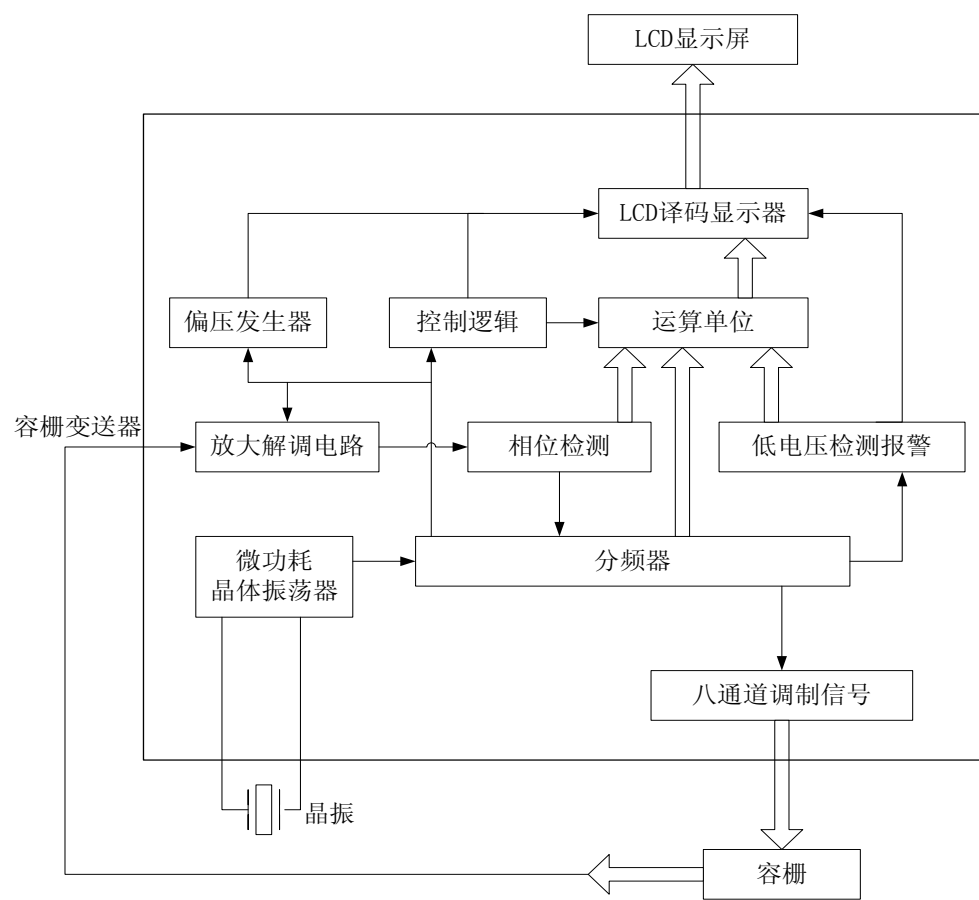 LCD显示屏
LCD译码显示器
偏压发生器
控制逻辑
运算单位
容栅变送器
放大解调电路
相位检测
低电压检测报警
微功耗
晶体振荡器
分频器
八通道调制信号
晶振
容栅